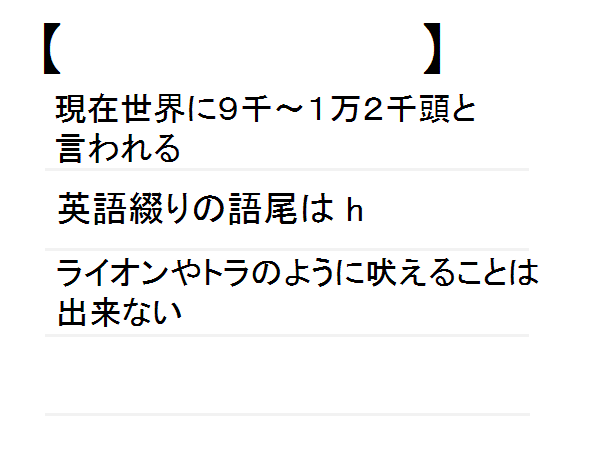 【　　　　　　　　　　】
現在世界に９千～１万２千頭と
言われる
英語綴りの語尾は h
ライオンやトラのように吠えることは
出来ない